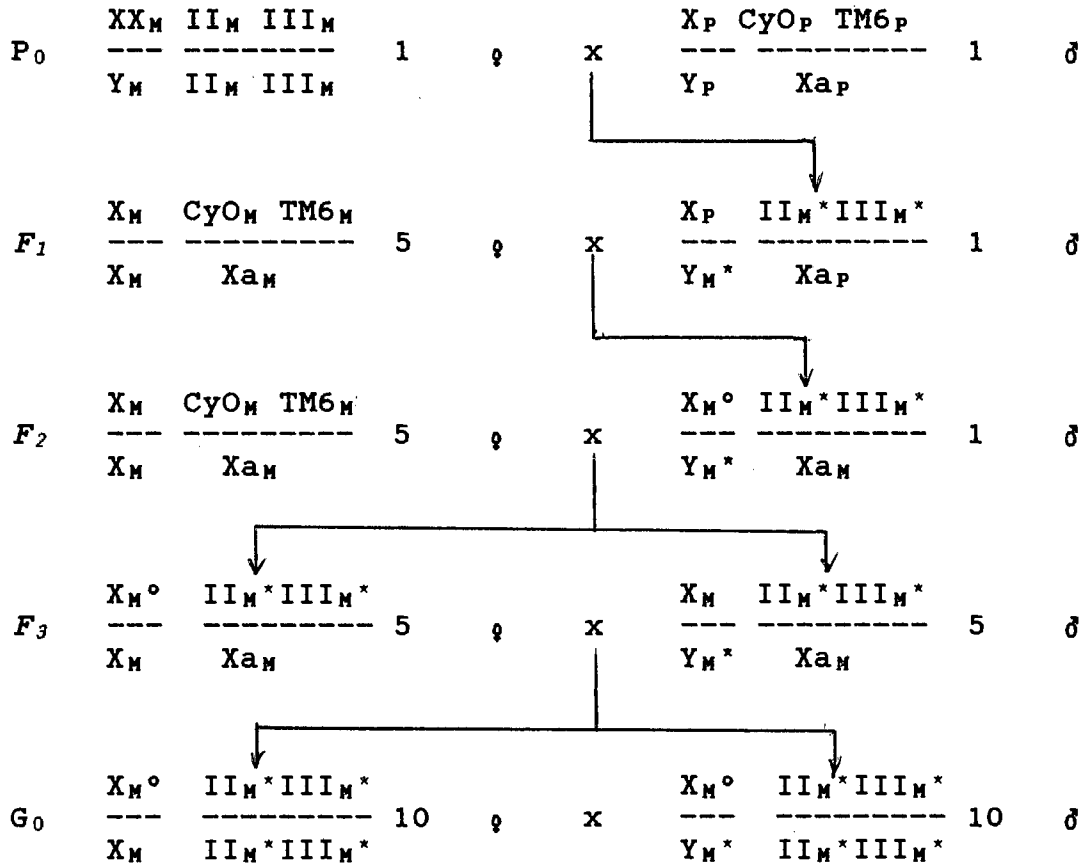 XXM IIM IIIM XP CyOP TM6P
P0 --- --------- 1 ♀ x --- --------- 1 ♂
YM IIM IIIM YP XaP
XM CyOM TM6M XP IIM*IIIM*
F1 --- --------- 5 ♀ x --- --------- 1 ♂
XM XaM YM* XaP
XM CyOM TM6M XM° IIM*IIIM*
F2 --- --------- 5 ♀ x --- --------- 1 ♂
XM XaM YM* XaM
XM° IIM*IIIM* XM IIM*IIIM*
F3 --- --------- 5 ♀ x --- --------- 5 ♂
XM XaM YM* XaM
XM° IIM*IIIM* XM° IIM*IIIM*
G0 --- --------- 10 ♀ x --- --------- 10 ♂
XM IIM*IIIM* YM* IIM*IIIM*